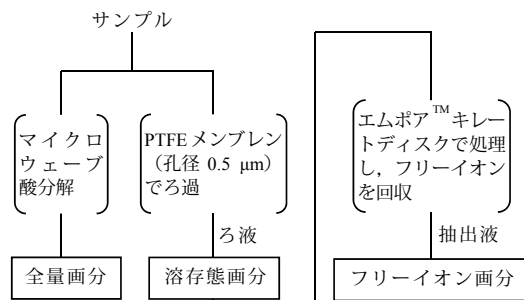 サンプル
マイクロ
ウェーブ
酸分解
PTFE メンブレン
（孔径 0.5 μm）
でろ過
エムポア™キレー
トディスクで処理
し，フリーイオン
を回収
ろ液
抽出液
全量画分
溶存態画分
フリーイオン画分